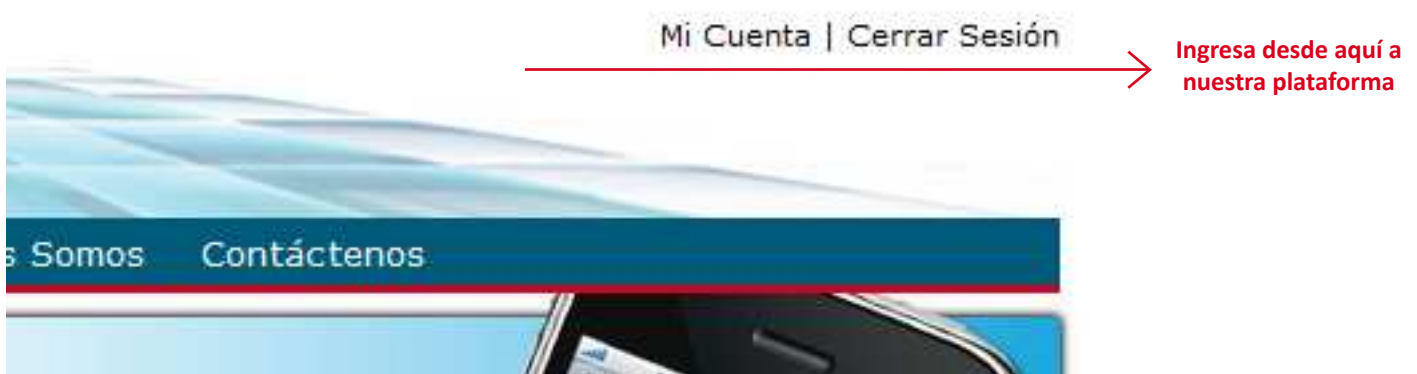 Mi Cuenta | Cerrar Sesión
Ingresa desde aquí a
nuestra plataforma
Somos Contáctenos